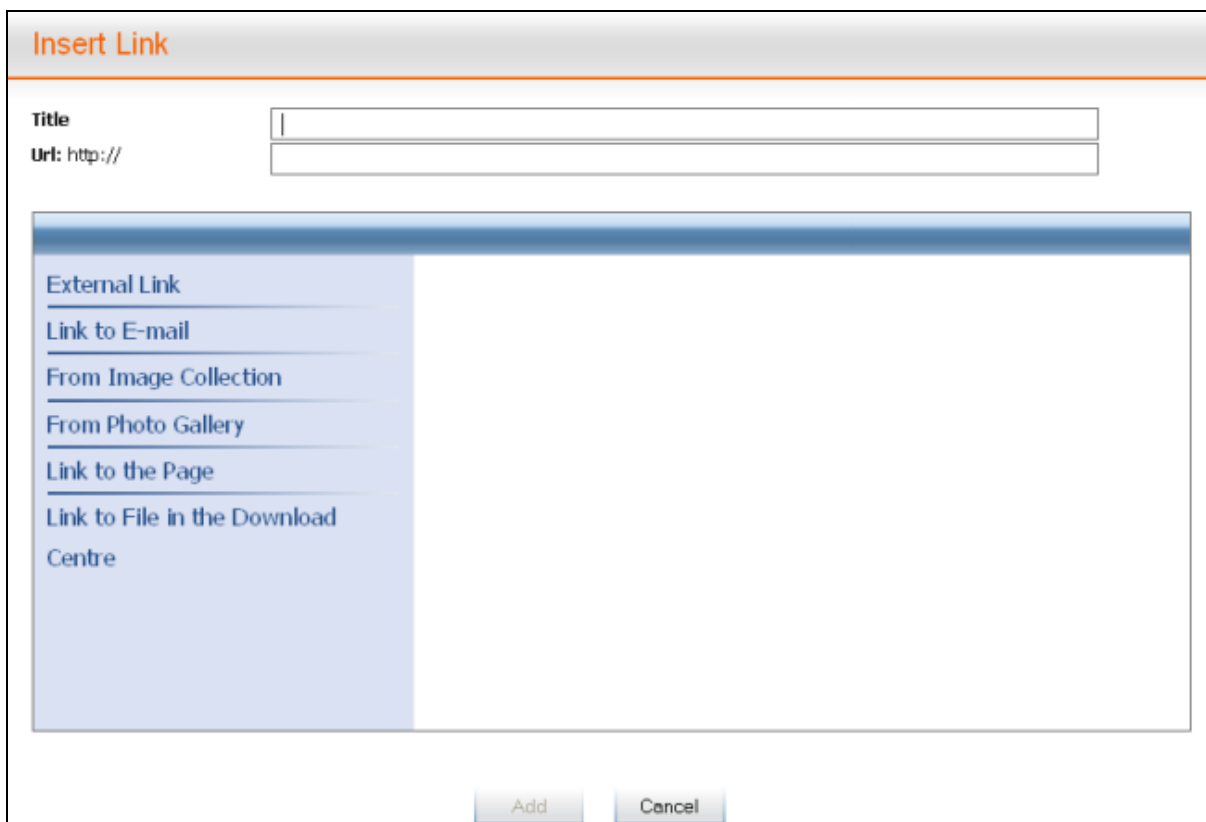 Insert Link
Title
Url: http://
External Link
Link to E-mail
From Image Collection
From Photo Gallery
Link to the Page
Link to File in the Download
Centre
Add Cancel